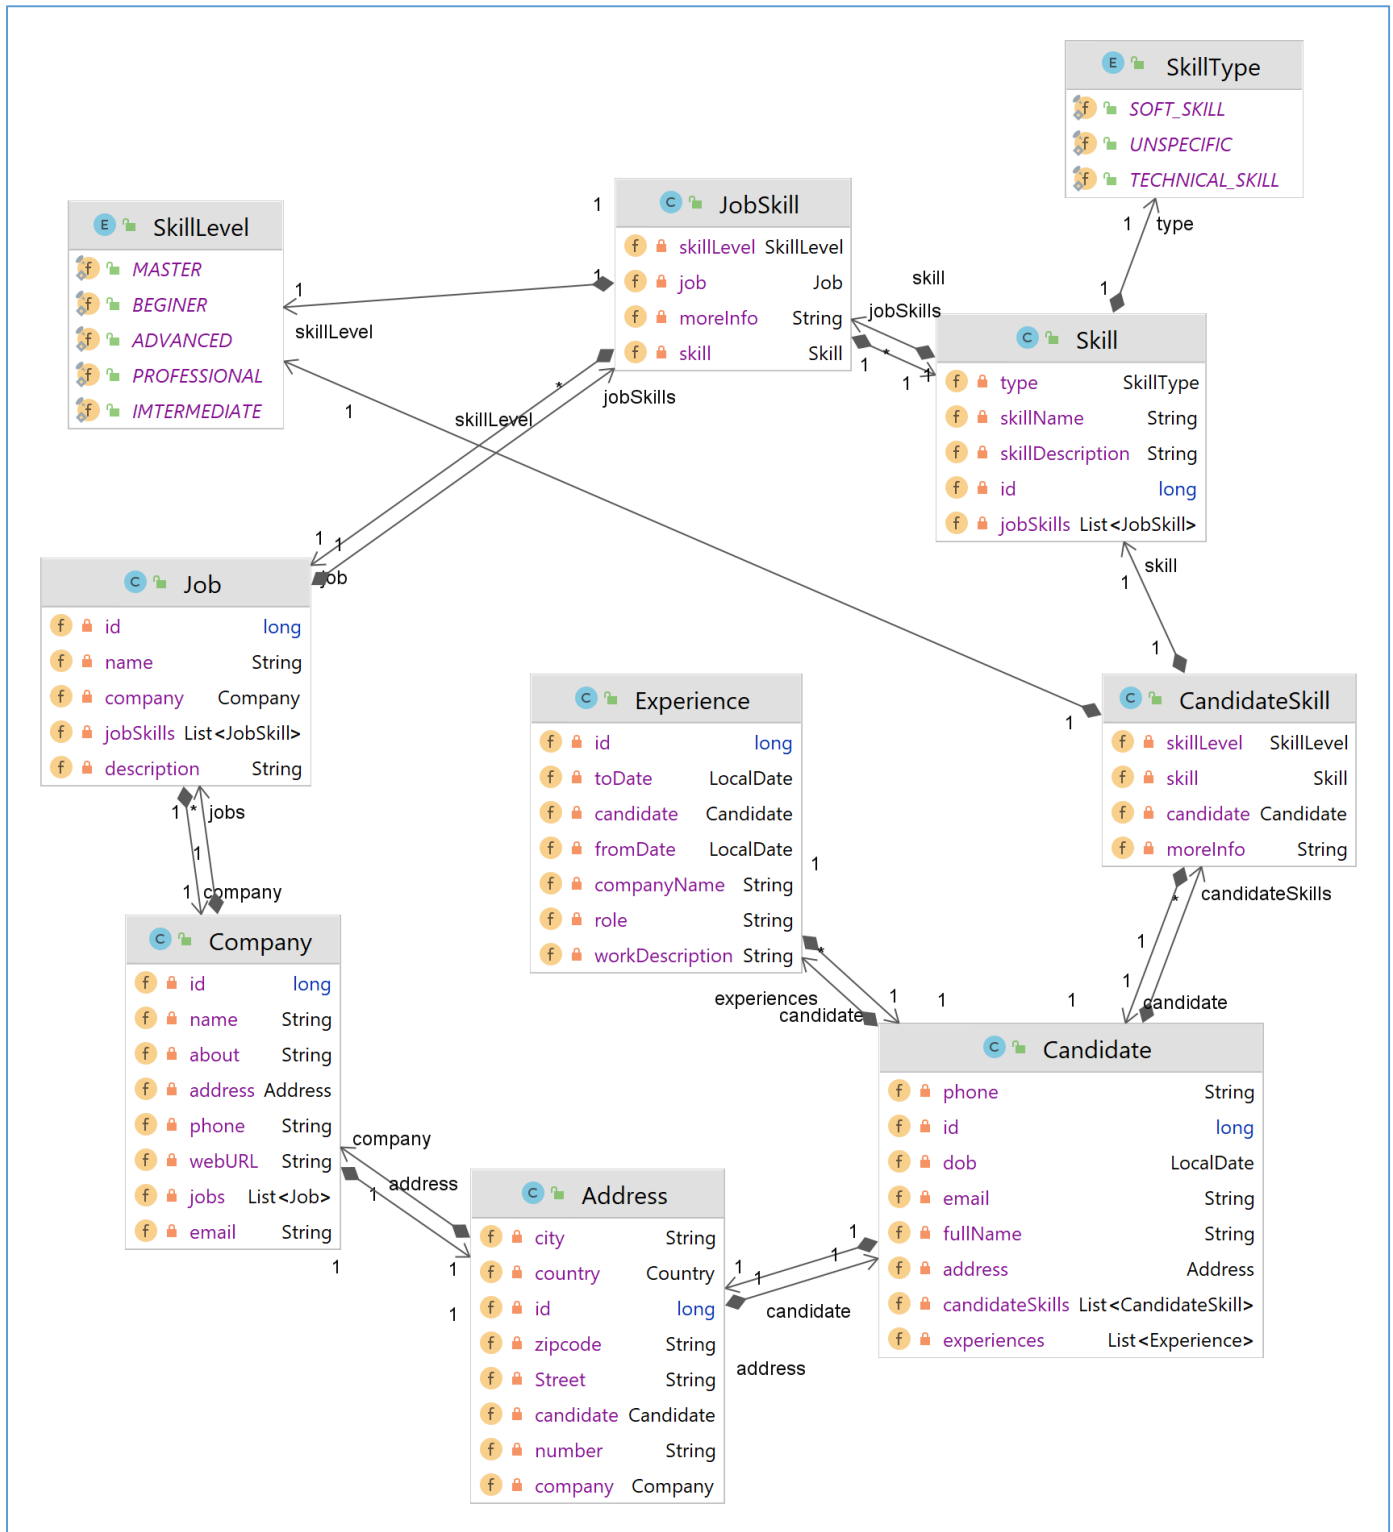 SkillType
SOFT_SKILL
UNSPECIFIC
TECHNICAL_SKILL
1 type
1
JobSkill
skillLevel SkillLevel
job Job
moreInfo String
skill Skill
1
1
SkillLevel
MASTER
BEGINER
ADVANCED
PROFESSIONAL
IMTERMEDIATE
1
skillLevel
1
skill
jobSkills
1 *
1 1
Skill
type SkillType
skillName String
skillDescription String
id long
jobSkills List<JobSkill>
*
jobSkills
skillLevel
1 1
job
skill
1
1
Job
id long
name String
company Company
jobSkills List<JobSkill>
description String
1 * jobs
1
1 company
Experience
id long
toDate LocalDate
candidate Candidate
fromDate LocalDate
companyName String
role String
workDescription String
1
*
experiences
candidate
1 1
CandidateSkill
skillLevel SkillLevel
skill Skill
candidate Candidate
moreInfo String
1
* candidateSkills
1
1
1 candidate
Company
id long
name String
about String
address Address
phone String
webURL String
jobs List<Job>
email String
company
address
1
1 1
1
Address
city String
country Country
id long
zipcode String
Street String
candidate Candidate
number String
company Company
1
1
1 1
candidate
address
Candidate
phone String
id long
dob LocalDate
email String
fullName String
address Address
candidateSkills List<CandidateSkill>
experiences List<Experience>